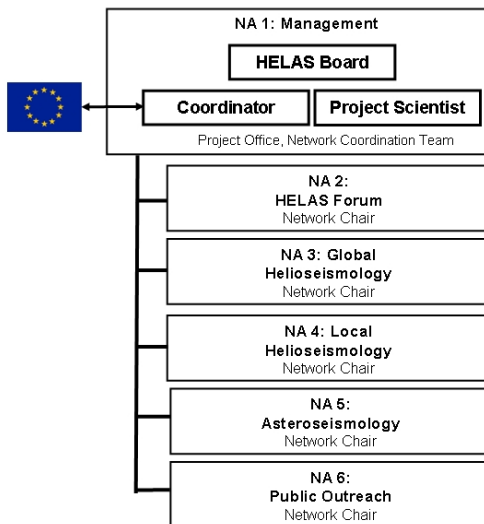 NA 1: Management
HELAS Board
Coordinator
Project Scientist
Project Office, Network Coordination Team
NA 2:
HELAS Forum
Network Chair
NA 3: Global
Helioseismology
Network Chair
NA 4: Local
Helioseismology
Network Chair
NA 5:
Asteroseismology
Network Chair
NA 6:
Public Outreach
Network Chair